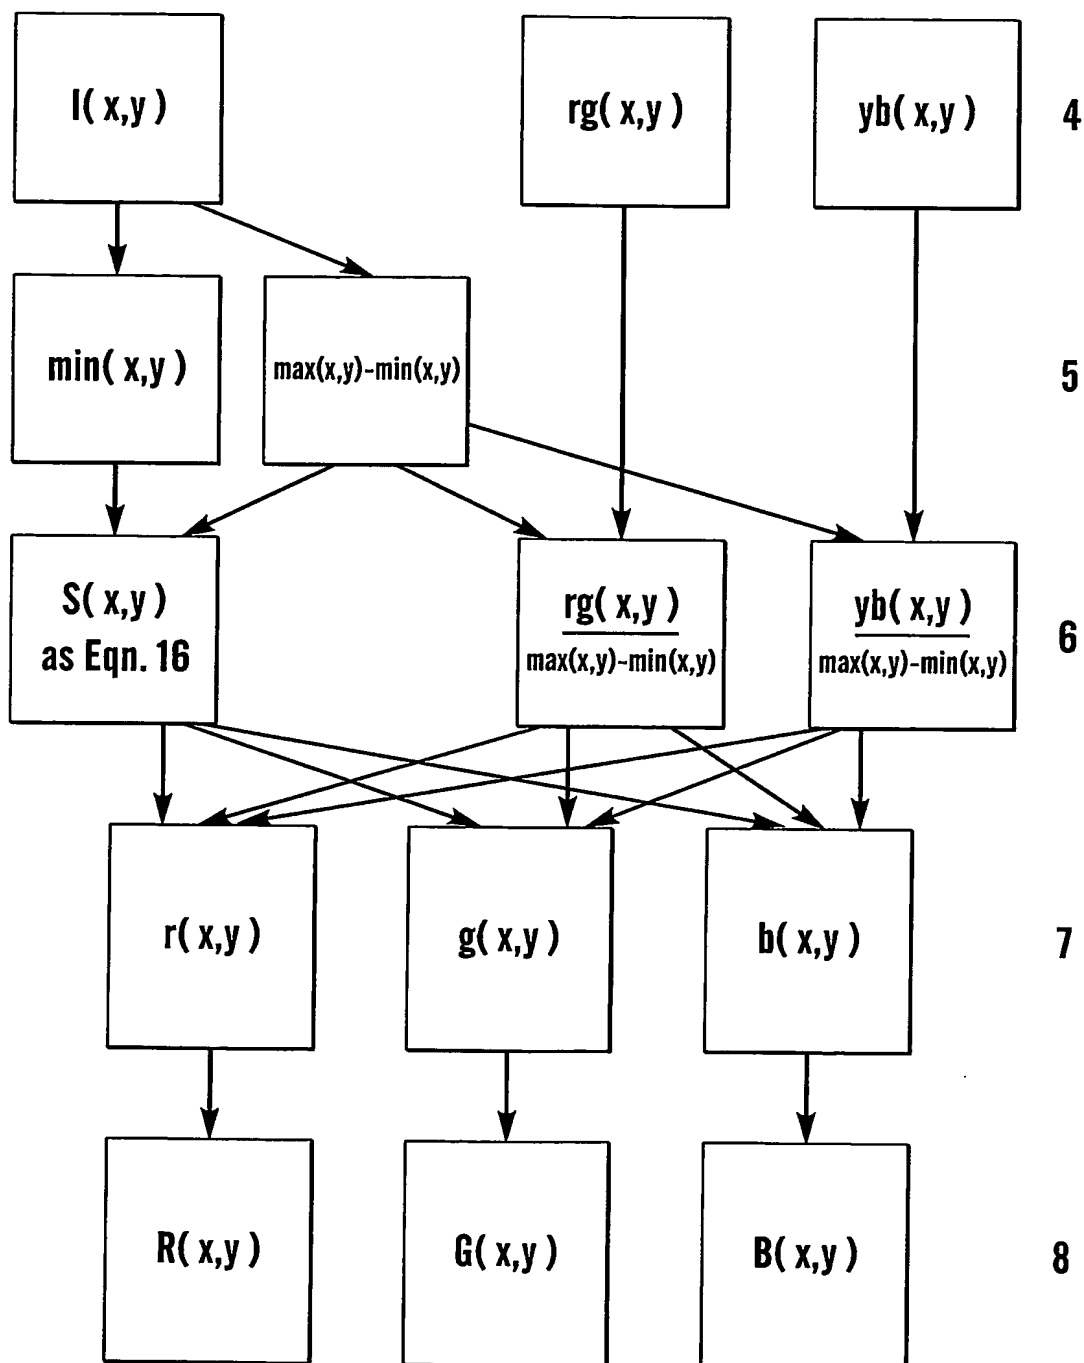 I( x,y )
rg( x,y )
yb( x,y )
4
min( x,y )
max(x,y)-min(x,y)
5
S( x,y )
as Eqn. 16
rg( x,y )
max(x,y)-min(x,y)
yb( x,y )
max(x,y)-min(x,y)
6
r( x,y )
g( x,y )
b( x,y )
7
R( x,y )
G( x,y )
B( x,y )
8